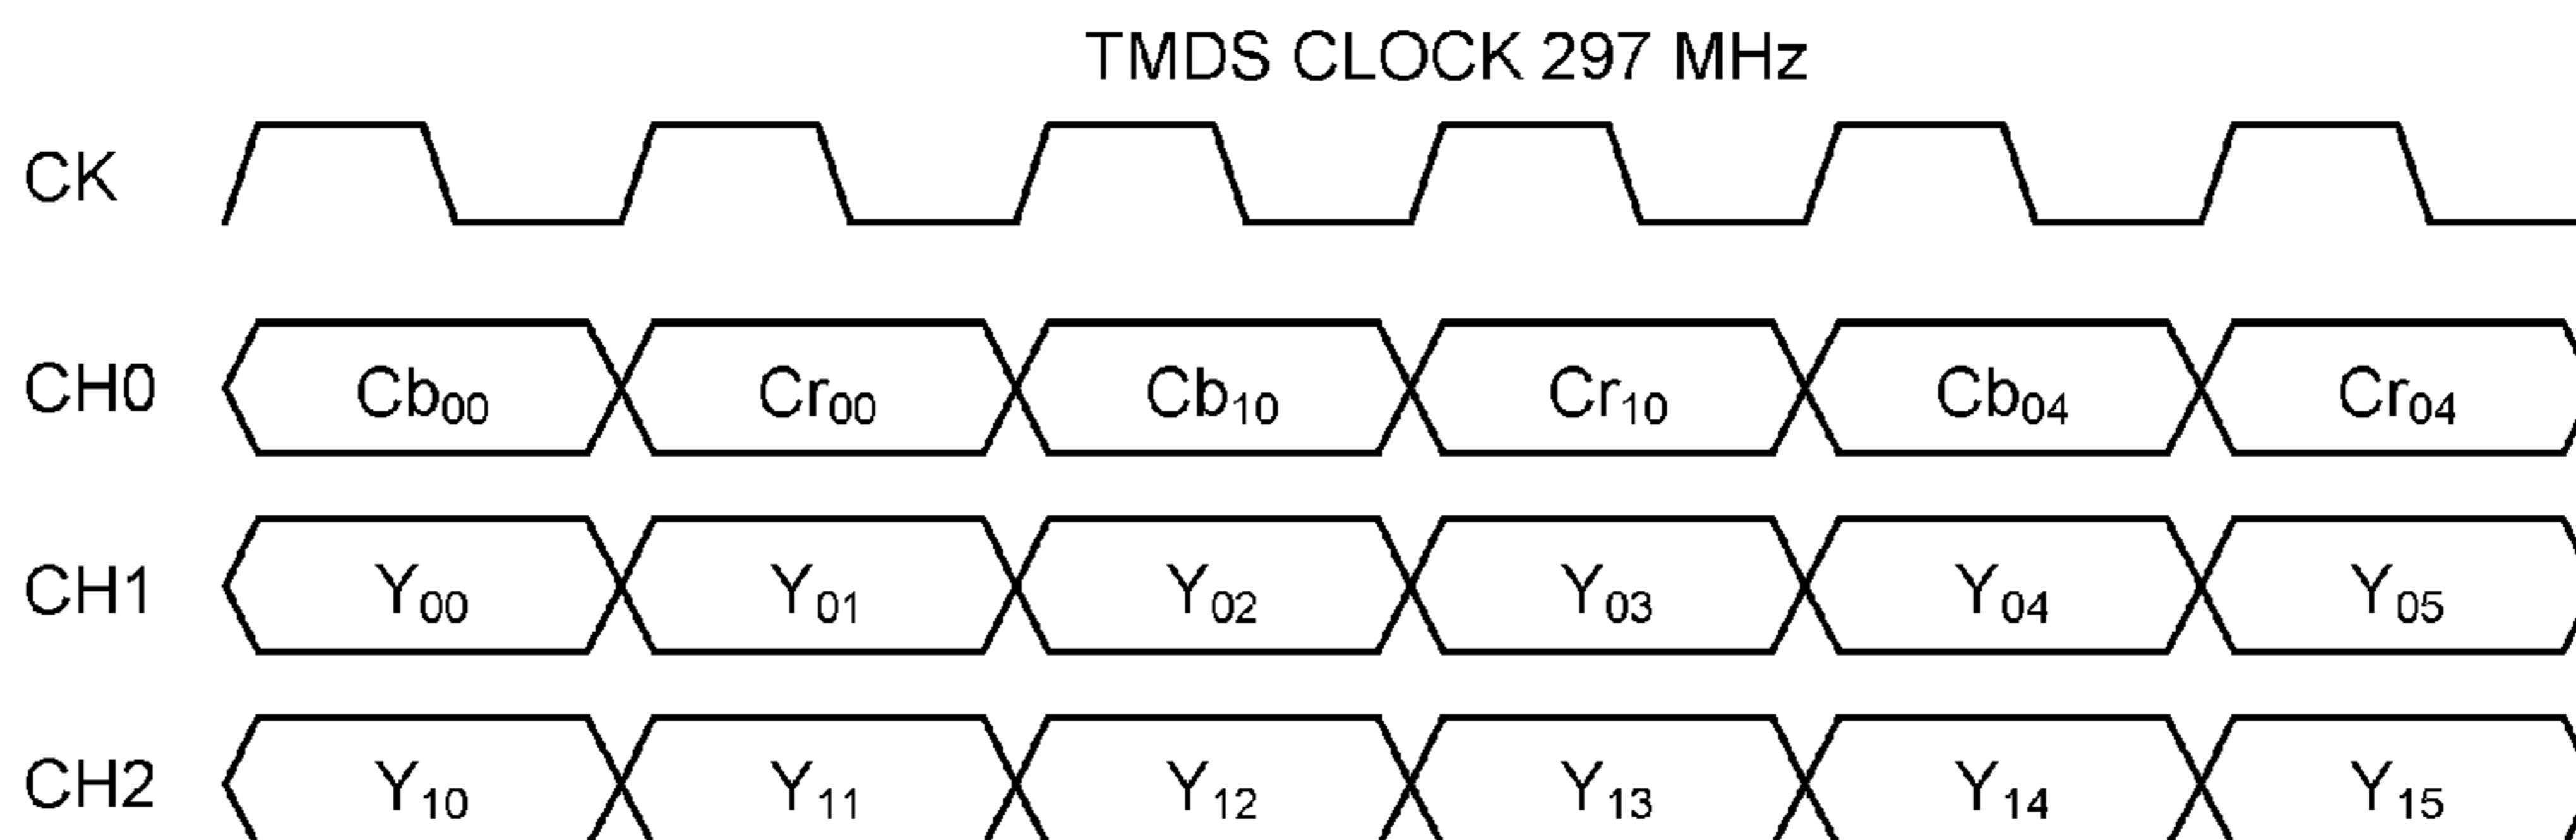 TMDS CLOCK 297 MHz
CK
CH0 Cb00 Cr00 Cb10 Cr10 Cb04 Cr04
CH1 Y00 Y01 Y02 Y03 Y04 Y05
CH2 Y10 Y11 Y12 Y13 Y14 Y15